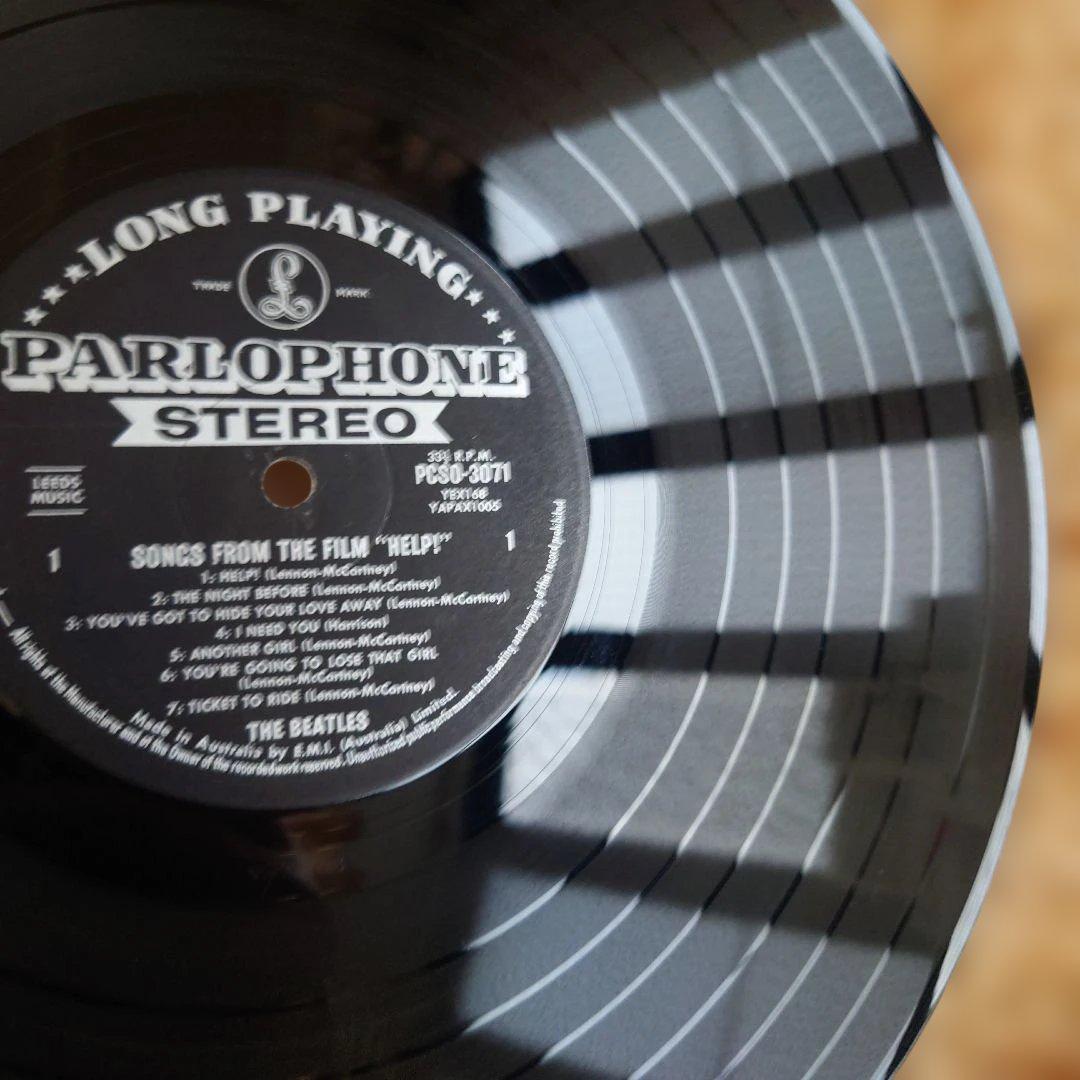 LONG PLAYING
TRADE MARK
PARLOPHONE
STEREO
33⅓ R.P.M.
PCSO-3071
YEX168
YAPAX1005
LEEDS
MUSIC
1 SONGS FROM THE FILM "HELP!" 1
1: HELP! (Lennon-McCartney)
2: THE NIGHT BEFORE (Lennon-McCartney)
3: YOU'VE GOT TO HIDE YOUR LOVE AWAY (Lennon-McCartney)
4: I NEED YOU (Harrison)
5: ANOTHER GIRL (Lennon-McCartney)
6: YOU'RE GOING TO LOSE THAT GIRL
(Lennon-McCartney)
7: TICKET TO RIDE (Lennon-McCartney)
THE BEATLES
Made in Australia by E.M.I. (Australia) Limited.
All rights of the Manufacturer and of the Owner of the recorded work reserved. Unauthorised public performance, broadcasting and copying of this record prohibited